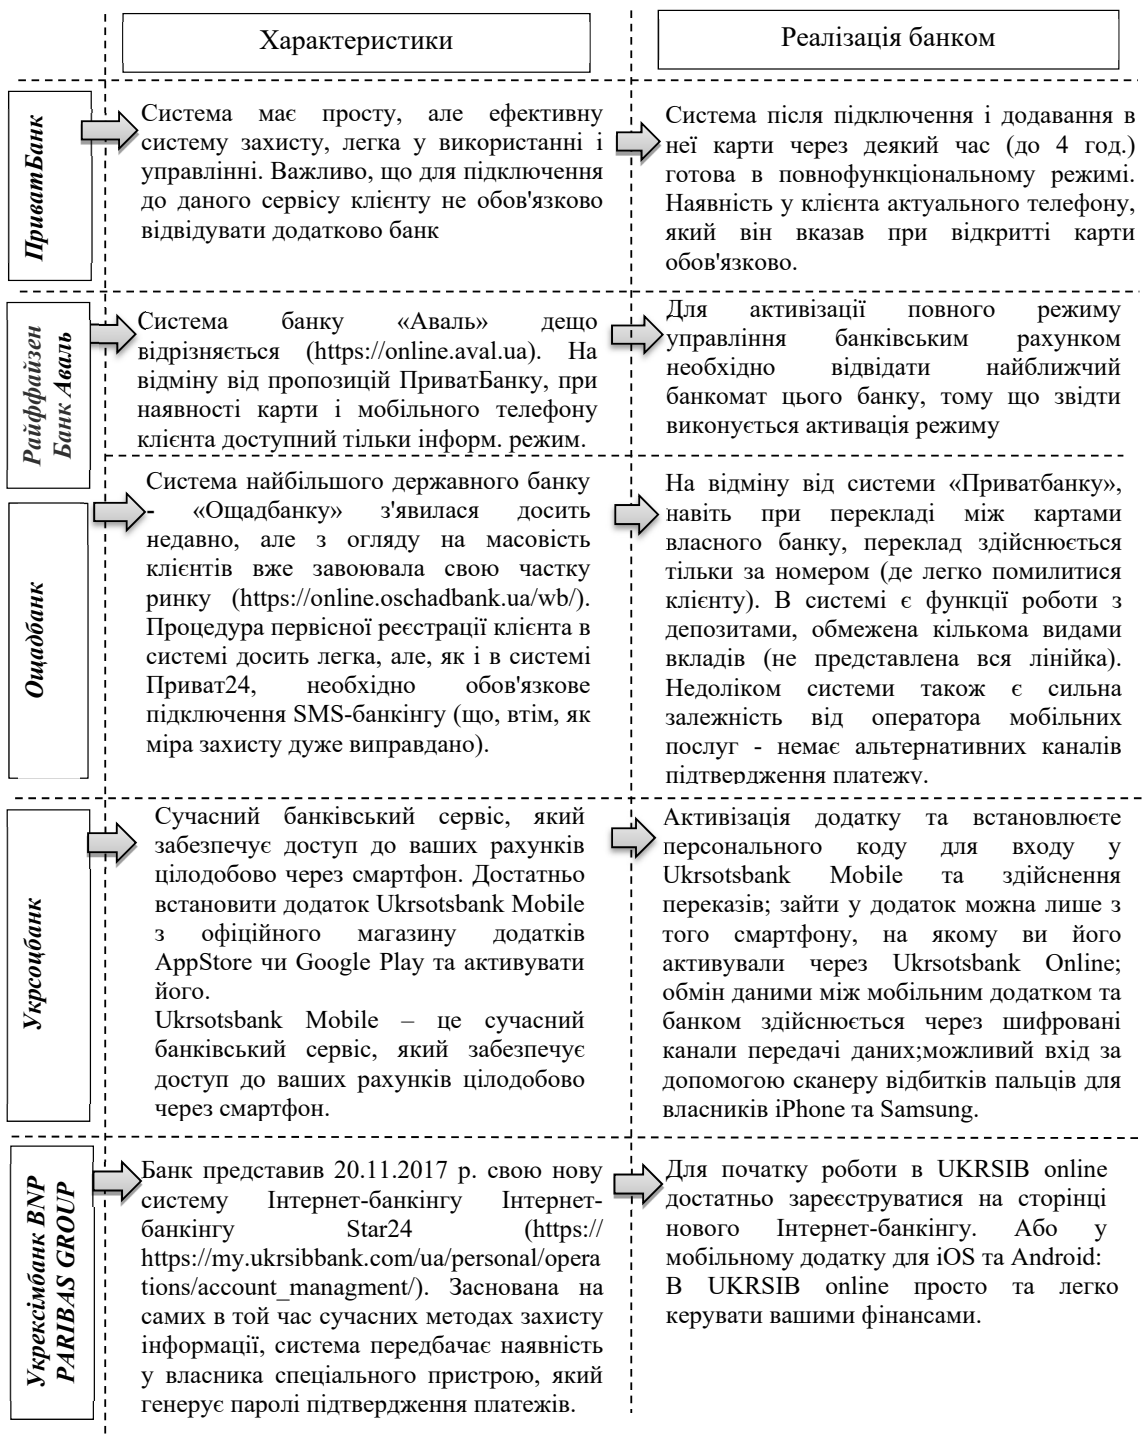 Характеристики
Реалізація банком
ПриватБанк
Система має просту, але ефективну
систему захисту, легка у використанні і
управлінні. Важливо, що для підключення
до даного сервісу клієнту не обов'язково
відвідувати додатково банк
Система після підключення і додавання в
неї карти через деякий час (до 4 год.)
готова в повнофункціональному режимі.
Наявність у клієнта актуального телефону,
який він вказав при відкритті карти
обов'язково.
Райффайзен
Банк Аваль
Система банку «Аваль» дещо
відрізняється (https://online.aval.ua). На
відміну від пропозицій ПриватБанку, при
наявності карти і мобільного телефону
клієнта доступний тільки інформ. режим.
Для активізації повного режиму
управління банківським рахунком
необхідно відвідати найближчий
банкомат цього банку, тому що звідти
виконується активація режиму
Ощадбанк
Система найбільшого державного банку
- «Ощадбанку» з'явилася досить
недавно, але з огляду на масовість
клієнтів вже завоювала свою частку
ринку (https://online.oschadbank.ua/wb/).
Процедура первісної реєстрації клієнта в
системі досить легка, але, як і в системі
Приват24, необхідно обов'язкове
підключення SMS-банкінгу (що, втім, як
міра захисту дуже виправдано).
На відміну від системи «Приватбанку»,
навіть при перекладі між картами
власного банку, переклад здійснюється
тільки за номером (де легко помилитися
клієнту). В системі є функції роботи з
депозитами, обмежена кількома видами
вкладів (не представлена вся лінійка).
Недоліком системи також є сильна
залежність від оператора мобільних
послуг - немає альтернативних каналів
підтвердження платежу.
Укрсоцбанк
Сучасний банківський сервіс, який
забезпечує доступ до ваших рахунків
цілодобово через смартфон. Достатньо
встановити додаток Ukrsotsbank Mobile
з офіційного магазину додатків
AppStore чи Google Play та активувати
його.
Ukrsotsbank Mobile – це сучасний
банківський сервіс, який забезпечує
доступ до ваших рахунків цілодобово
через смартфон.
Активізація додатку та встановлюєте
персонального коду для входу у
Ukrsotsbank Mobile та здійснення
переказів; зайти у додаток можна лише з
того смартфону, на якому ви його
активували через Ukrsotsbank Online;
обмін даними між мобільним додатком та
банком здійснюється через шифровані
канали передачі даних;можливий вхід за
допомогою сканеру відбитків пальців для
власників iPhone та Samsung.
Укрексімбанк BNP
PARIBAS GROUP
Банк представив 20.11.2017 р. свою нову
систему Інтернет-банкінгу Інтернет-
банкінгу Star24 (https://
https://my.ukrsibbank.com/ua/personal/opera
tions/account_managment/). Заснована на
самих в той час сучасних методах захисту
інформації, система передбачає наявність
у власника спеціального пристрою, який
генерує паролі підтвердження платежів.
Для початку роботи в UKRSIB online
достатньо зареєструватися на сторінці
нового Інтернет-банкінгу. Або у
мобільному додатку для iOS та Android:
В UKRSIB online просто та легко
керувати вашими фінансами.